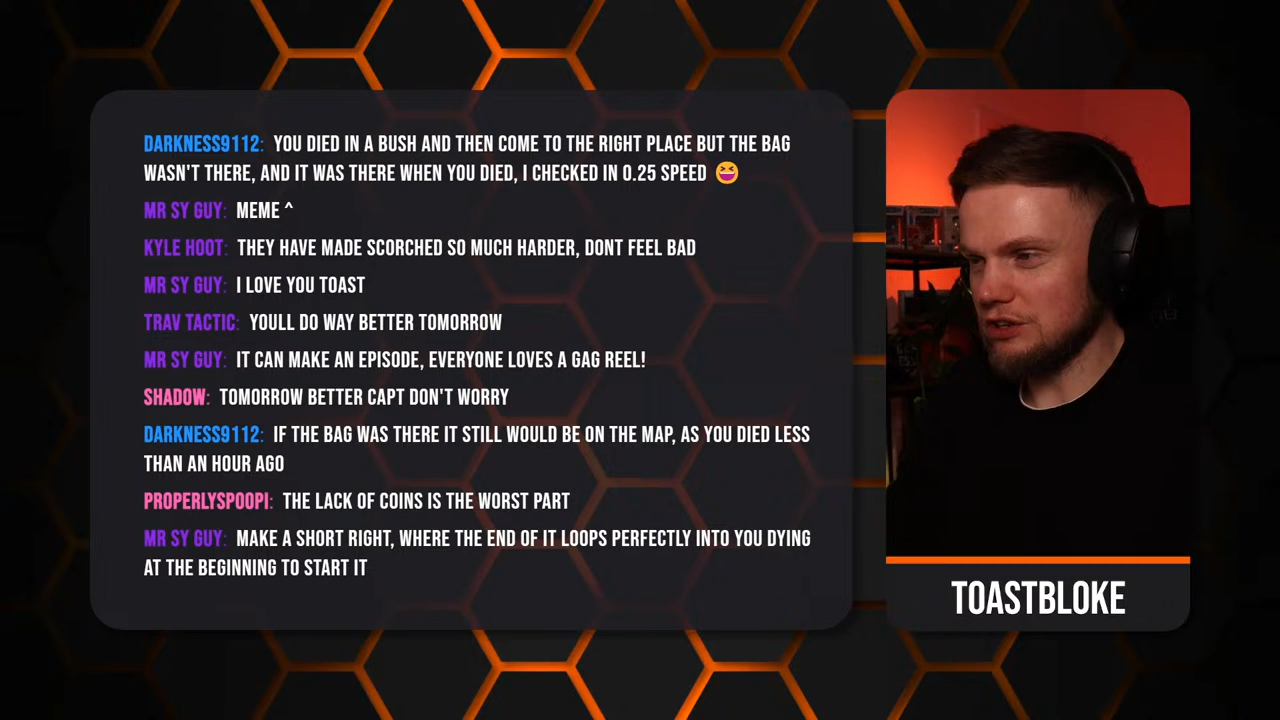 DARKNESS9112: YOU DIED IN A BUSH AND THEN COME TO THE RIGHT PLACE BUT THE BAG
WASN'T THERE, AND IT WAS THERE WHEN YOU DIED, I CHECKED IN 0.25 SPEED 😆
MR SY GUY: MEME ^
KYLE HOOT: THEY HAVE MADE SCORCHED SO MUCH HARDER, DONT FEEL BAD
MR SY GUY: I LOVE YOU TOAST
TRAV TACTIC: YOULL DO WAY BETTER TOMORROW
MR SY GUY: IT CAN MAKE AN EPISODE, EVERYONE LOVES A GAG REEL!
SHADOW: TOMORROW BETTER CAPT DON'T WORRY
DARKNESS9112: IF THE BAG WAS THERE IT STILL WOULD BE ON THE MAP, AS YOU DIED LESS
THAN AN HOUR AGO
PROPERLYSPOOPI: THE LACK OF COINS IS THE WORST PART
MR SY GUY: MAKE A SHORT RIGHT, WHERE THE END OF IT LOOPS PERFECTLY INTO YOU DYING
AT THE BEGINNING TO START IT
TOASTBLOKE